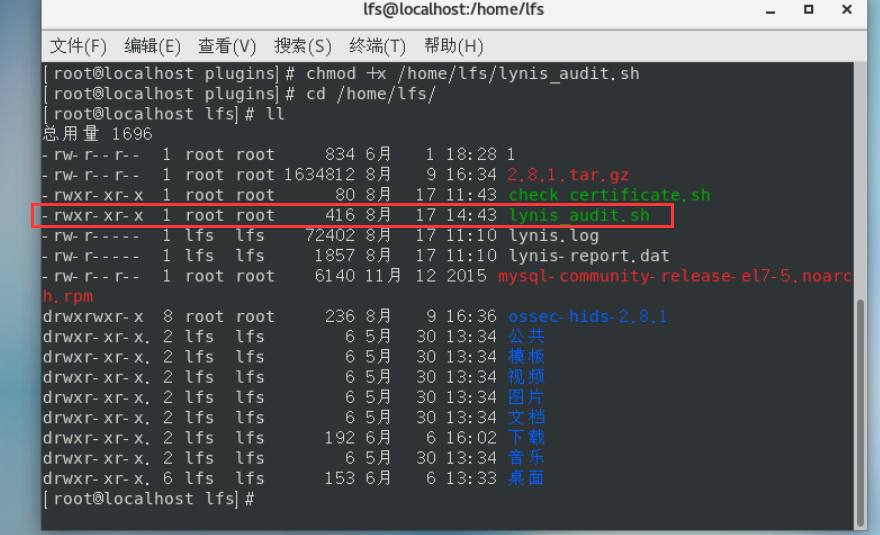 lfs@localhost:/home/lfs
文件(F) 编辑(E) 查看(V) 搜索(S) 终端(T) 帮助(H)
[root@localhost plugins]# chmod +x /home/lfs/lynis_audit.sh
[root@localhost plugins]# cd /home/lfs/
[root@localhost lfs]# ll
总用量 1696
-rw-r--r-- 1 root root 834 6月 1 18:28 1
-rw-r--r-- 1 root root 1634812 8月 9 16:34 2.8.1.tar.gz
-rwxr-xr-x 1 root root 80 8月 17 11:43 check_certificate.sh
-rwxr-xr-x 1 root root 416 8月 17 14:43 lynis_audit.sh
-rw-r----- 1 lfs lfs 72402 8月 17 11:10 lynis.log
-rw-r----- 1 lfs lfs 1857 8月 17 11:10 lynis-report.dat
-rw-r--r-- 1 root root 6140 11月 12 2015 mysql-community-release-el7-5.noarc
h.rpm
drwxrwxr-x 8 root root 236 8月 9 16:36 ossec-hids-2.8.1
drwxr-xr-x. 2 lfs lfs 6 5月 30 13:34 公共
drwxr-xr-x. 2 lfs lfs 6 5月 30 13:34 模板
drwxr-xr-x. 2 lfs lfs 6 5月 30 13:34 视频
drwxr-xr-x. 2 lfs lfs 6 5月 30 13:34 图片
drwxr-xr-x. 2 lfs lfs 6 5月 30 13:34 文档
drwxr-xr-x. 2 lfs lfs 192 6月 6 16:02 下载
drwxr-xr-x. 2 lfs lfs 6 5月 30 13:34 音乐
drwxr-xr-x. 6 lfs lfs 153 6月 6 13:33 桌面
[root@localhost lfs]#